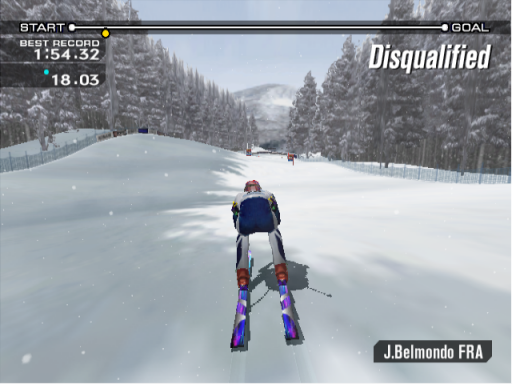 START GOAL
BEST RECORD
1:54.32
18.03
Disqualified
J.Belmondo FRA